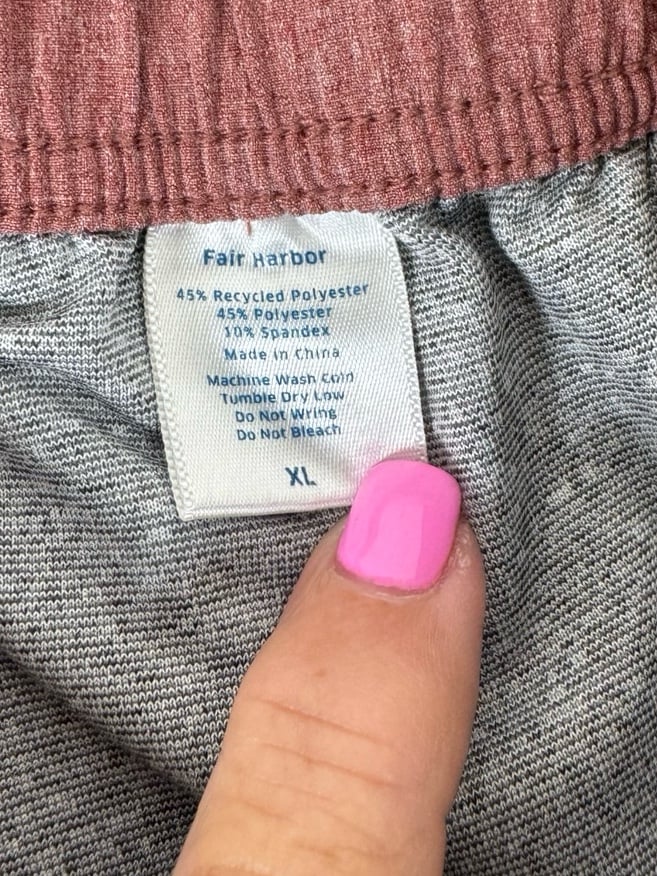 Fair Harbor
45% Recycled Polyester
45% Polyester
10% Spandex
Made in China
Machine Wash Cold
Tumble Dry Low
Do Not Wring
Do Not Bleach
XL